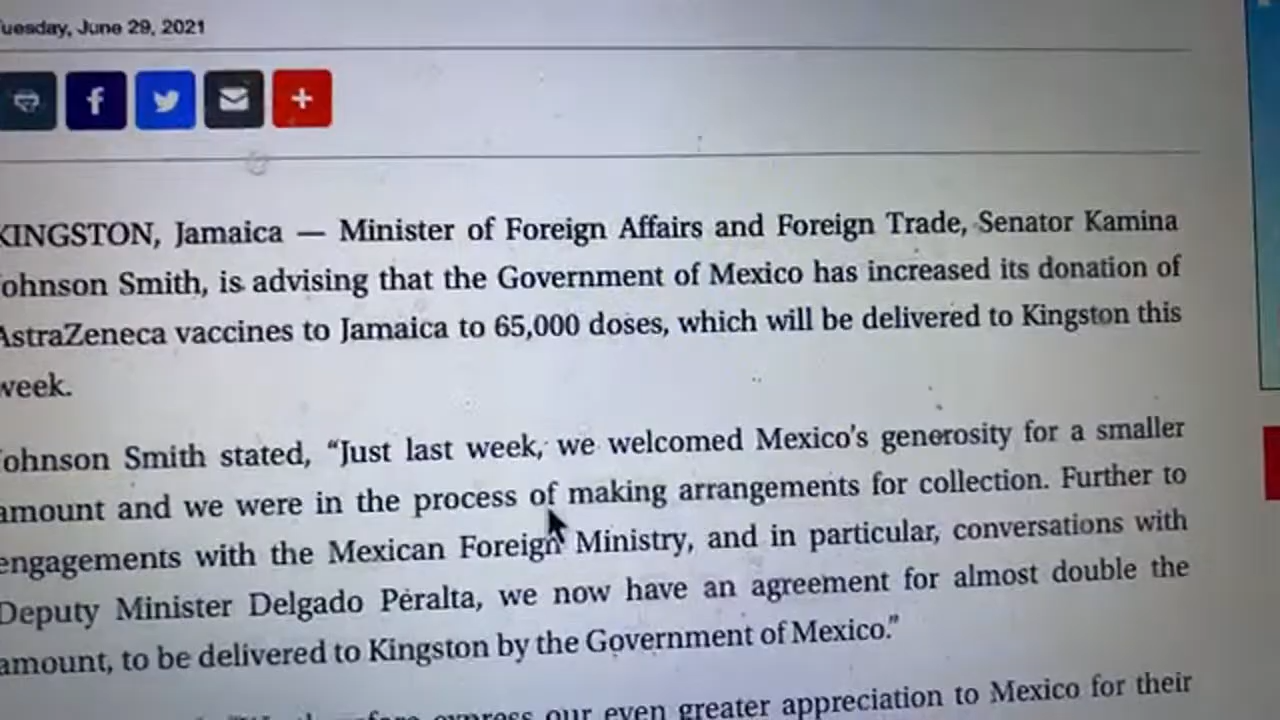 Tuesday, June 29, 2021
KINGSTON, Jamaica — Minister of Foreign Affairs and Foreign Trade, Senator Kamina
Johnson Smith, is advising that the Government of Mexico has increased its donation of
AstraZeneca vaccines to Jamaica to 65,000 doses, which will be delivered to Kingston this
week.
Johnson Smith stated, “Just last week, we welcomed Mexico’s generosity for a smaller
amount and we were in the process of making arrangements for collection. Further to
engagements with the Mexican Foreign Ministry, and in particular, conversations with
Deputy Minister Delgado Peralta, we now have an agreement for almost double the
amount, to be delivered to Kingston by the Government of Mexico.”
express our even greater appreciation to Mexico for their